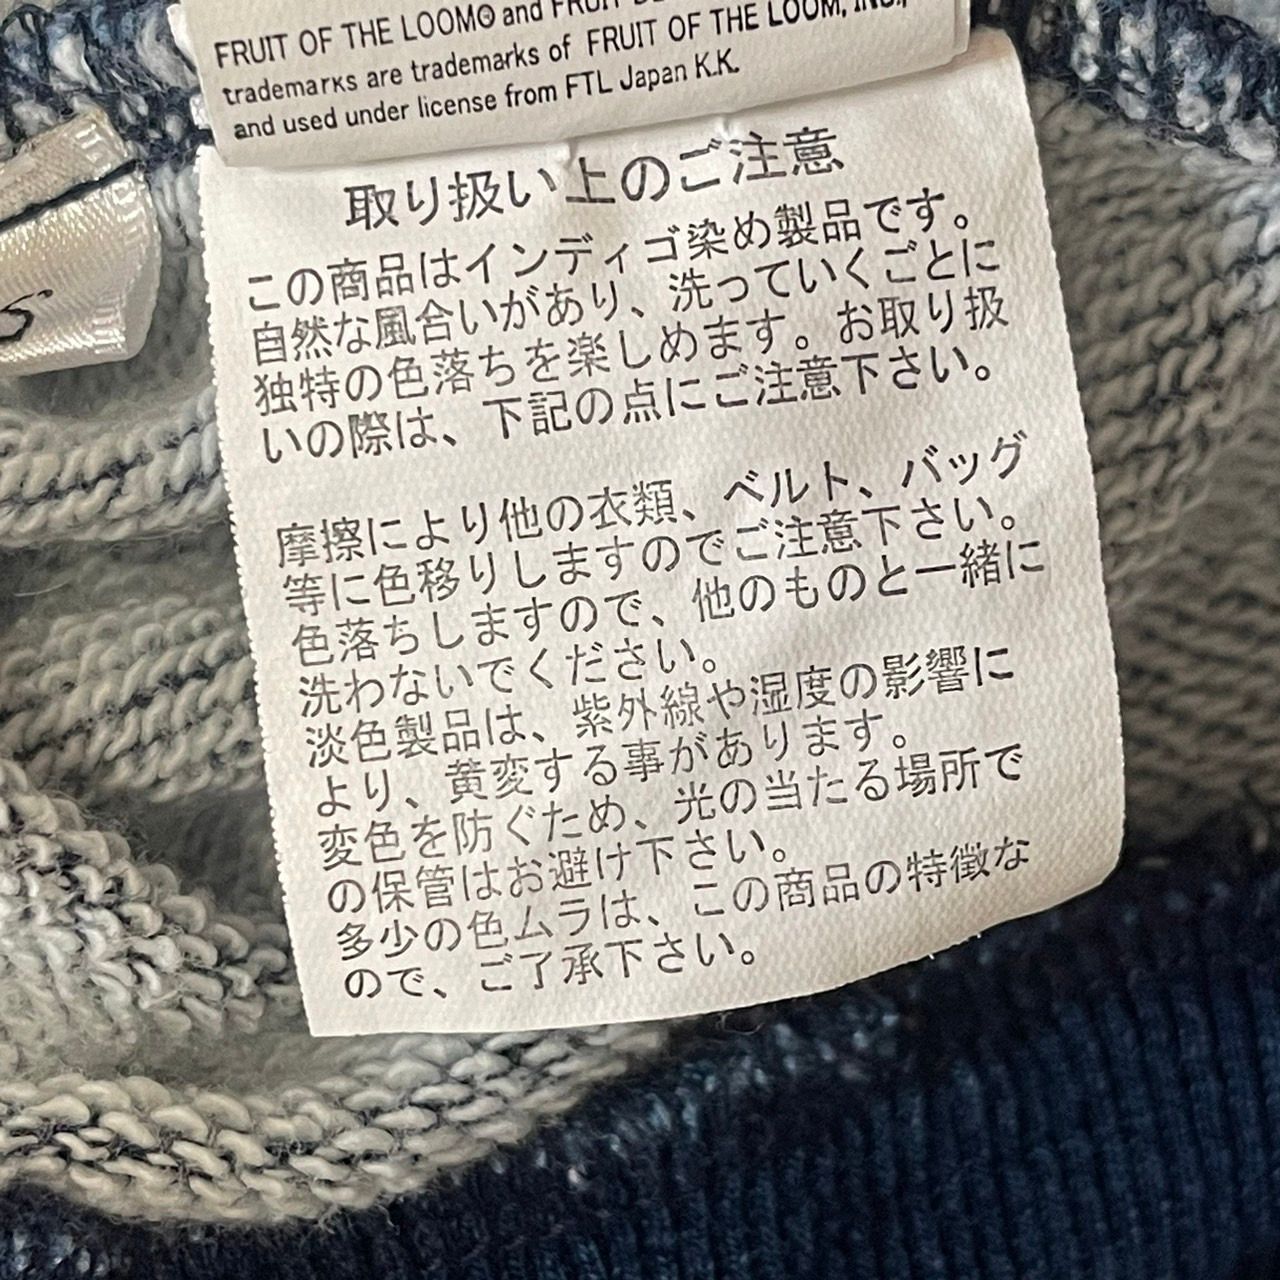 FRUIT OF THE LOOM® and FRUIT
FRUIT OF THE LOOM, INC.,
trademarks are trademarks of
and used under license from FTL Japan K.K.
取り扱い上のご注意
この商品はインディゴ染め製品です。
自然な風合いがあり、洗っていくごとに
独特の色落ちを楽しめます。お取り扱
いの際は、下記の点にご注意下さい。
摩擦により他の衣類、ベルト、バッグ
等に色移りしますのでご注意下さい。
色落ちしますので、他のものと一緒に
洗わないでください。
淡色製品は、紫外線や湿度の影響に
より、黄変する事があります。
変色を防ぐため、光の当たる場所で
の保管はお避け下さい。
多少の色ムラは、この商品の特徴な
ので、ご了承下さい。
S